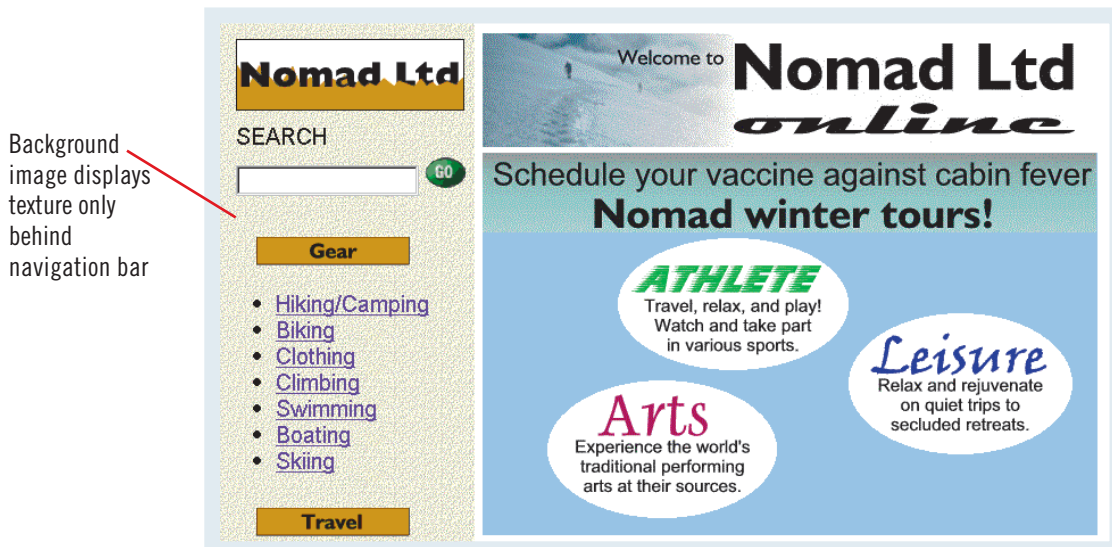 Background
image displays
texture only
behind
navigation bar
Nomad Ltd
SEARCH
GO
Gear
Hiking/Camping
Biking
Clothing
Climbing
Swimming
Boating
Skiing
Travel
Welcome to
Nomad Ltd
online
Schedule your vaccine against cabin fever
Nomad winter tours!
ATHLETE
Travel, relax, and play!
Watch and take part
in various sports.
Leisure
Relax and rejuvenate
on quiet trips to
secluded retreats.
Arts
Experience the world's
traditional performing
arts at their sources.